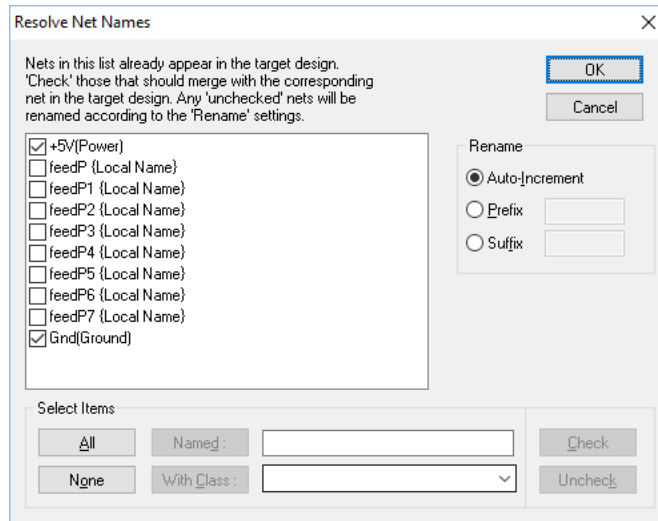 Resolve Net Names
Nets in this list already appear in the target design.
'Check' those that should merge with the corresponding
net in the target design. Any 'unchecked' nets will be
renamed according to the 'Rename' settings.
OK
Cancel
+5V(Power)
feedP {Local Name}
feedP1 {Local Name}
feedP2 {Local Name}
feedP3 {Local Name}
feedP4 {Local Name}
feedP5 {Local Name}
feedP6 {Local Name}
feedP7 {Local Name}
Gnd(Ground)
Rename
Auto-Increment
Prefix
Suffix
Select Items
All
Named :
Check
None
With Class :
Uncheck